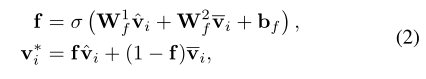 f = σ (W_f^1 v̂_i + W_f^2 v̅_i + b_f),
v_i^* = f v̂_i + (1 − f) v̅_i,
(2)